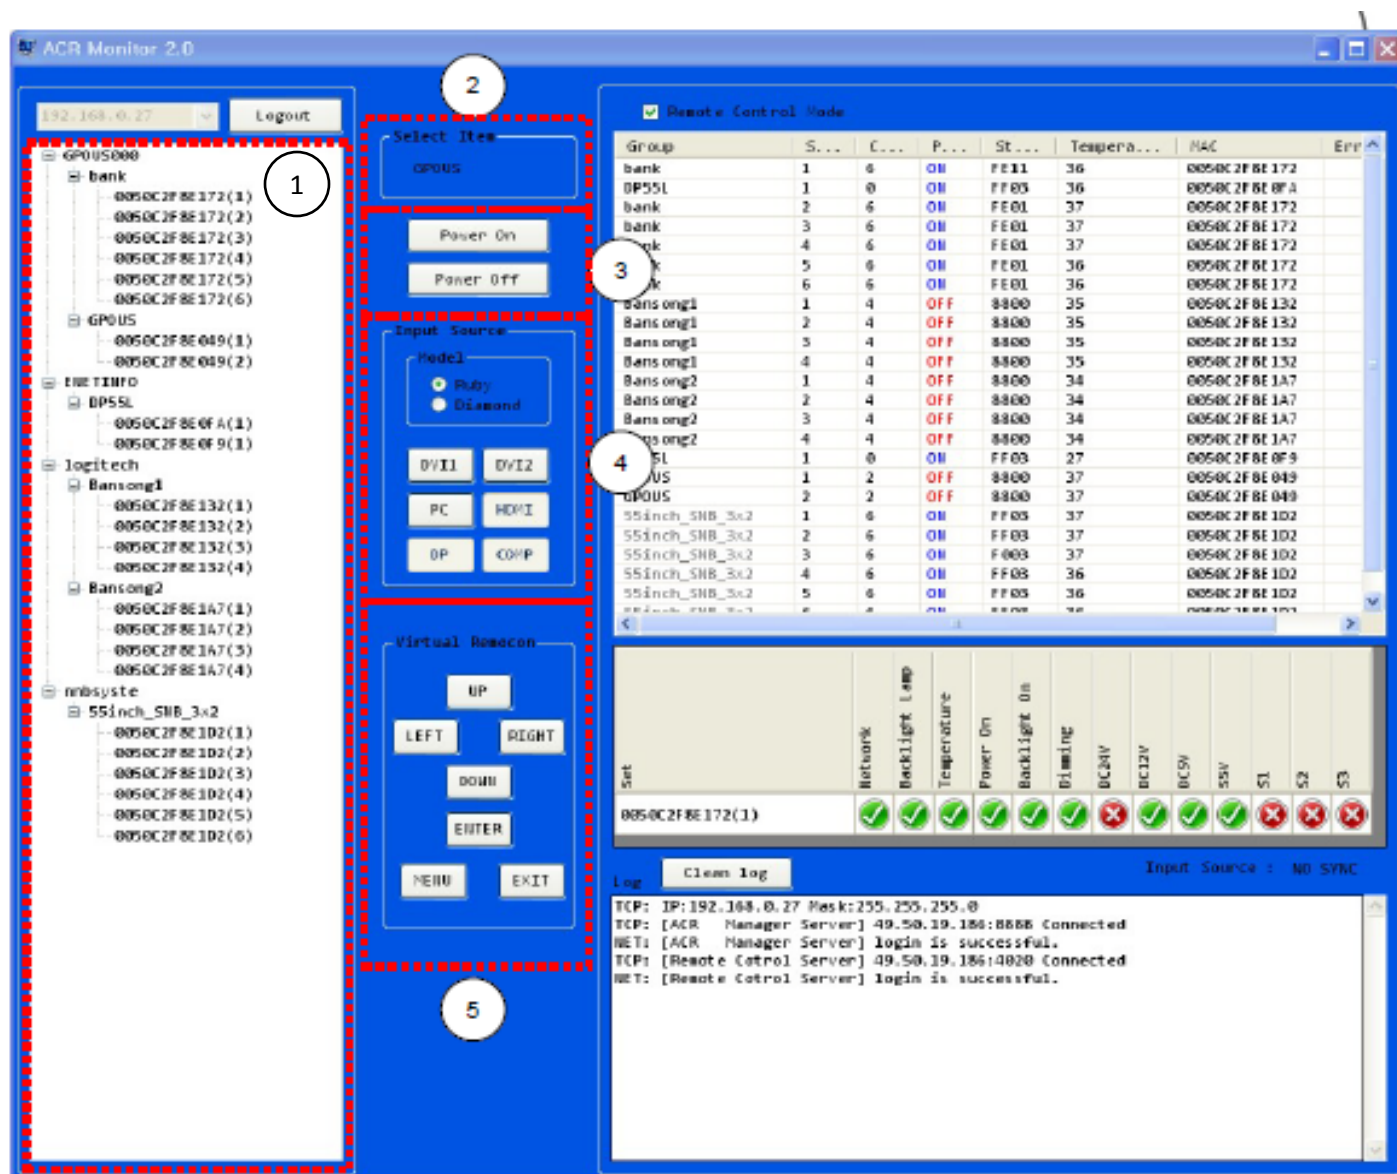 ACR Monitor 2.0
192.168.0.27
Logout
1
GPOUS000
bank
0050C2F8E172(1)
0050C2F8E172(2)
0050C2F8E172(3)
0050C2F8E172(4)
0050C2F8E172(5)
0050C2F8E172(6)
GPOUS
0050C2F8E049(1)
0050C2F8E049(2)
ENETINFO
DP55L
0050C2F8E0FA(1)
0050C2F8E0F9(1)
logitech
Bansong1
0050C2F8E132(1)
0050C2F8E132(2)
0050C2F8E132(3)
0050C2F8E132(4)
Bansong2
0050C2F8E1A7(1)
0050C2F8E1A7(2)
0050C2F8E1A7(3)
0050C2F8E1A7(4)
nnbsyste
55inch_SNB_3x2
0050C2F8E1D2(1)
0050C2F8E1D2(2)
0050C2F8E1D2(3)
0050C2F8E1D2(4)
0050C2F8E1D2(5)
0050C2F8E1D2(6)
2
Select Item
GPOUS
Power On
Power Off
3
Input Source
Model
Ruby
Diamond
DVI1 DVI2
PC HDMI
DP COMP
4
Virtual Remocon
UP
LEFT RIGHT
DOWN
ENTER
MENU EXIT
5
Remote Control Mode
Group S... C... P... St... Tempera... MAC Err
bank 1 6 ON FE11 36 0050C2F8E172
DP55L 1 0 ON FF03 36 0050C2F8E0FA
bank 2 6 ON FE01 37 0050C2F8E172
bank 3 6 ON FE01 37 0050C2F8E172
4 6 ON FE01 37 0050C2F8E172
5 6 ON FE01 36 0050C2F8E172
6 6 ON FE01 36 0050C2F8E172
Bansong1 1 4 OFF 8800 35 0050C2F8E132
Bansong1 2 4 OFF 8800 35 0050C2F8E132
Bansong1 3 4 OFF 8800 35 0050C2F8E132
Bansong1 4 4 OFF 8800 35 0050C2F8E132
Bansong2 1 4 OFF 8800 34 0050C2F8E1A7
Bansong2 2 4 OFF 8800 34 0050C2F8E1A7
Bansong2 3 4 OFF 8800 34 0050C2F8E1A7
Bansong2 4 4 OFF 8800 34 0050C2F8E1A7
1 0 ON FF03 27 0050C2F8E0F9
1 2 OFF 8800 37 0050C2F8E049
GPOUS 2 2 OFF 8800 37 0050C2F8E049
55inch_SNB_3x2 1 6 ON FF03 37 0050C2F8E1D2
55inch_SNB_3x2 2 6 ON FF03 37 0050C2F8E1D2
55inch_SNB_3x2 3 6 ON F003 37 0050C2F8E1D2
55inch_SNB_3x2 4 6 ON FF03 36 0050C2F8E1D2
55inch_SNB_3x2 5 6 ON FF03 36 0050C2F8E1D2
Set Network Backlight Lamp Temperature Power On Backlight On Dimming DC24V DC12V DC5V S5V S1 S2 S3
0050C2F8E172(1)
Log Clean log Input Source : NO SYNC
TCP: IP:192.168.0.27 Mask:255.255.255.0
TCP: [ACR Manager Server] 49.50.19.186:8888 Connected
NET: [ACR Manager Server] login is successful.
TCP: [Remote Cotrol Server] 49.50.19.186:4020 Connected
NET: [Remote Cotrol Server] login is successful.